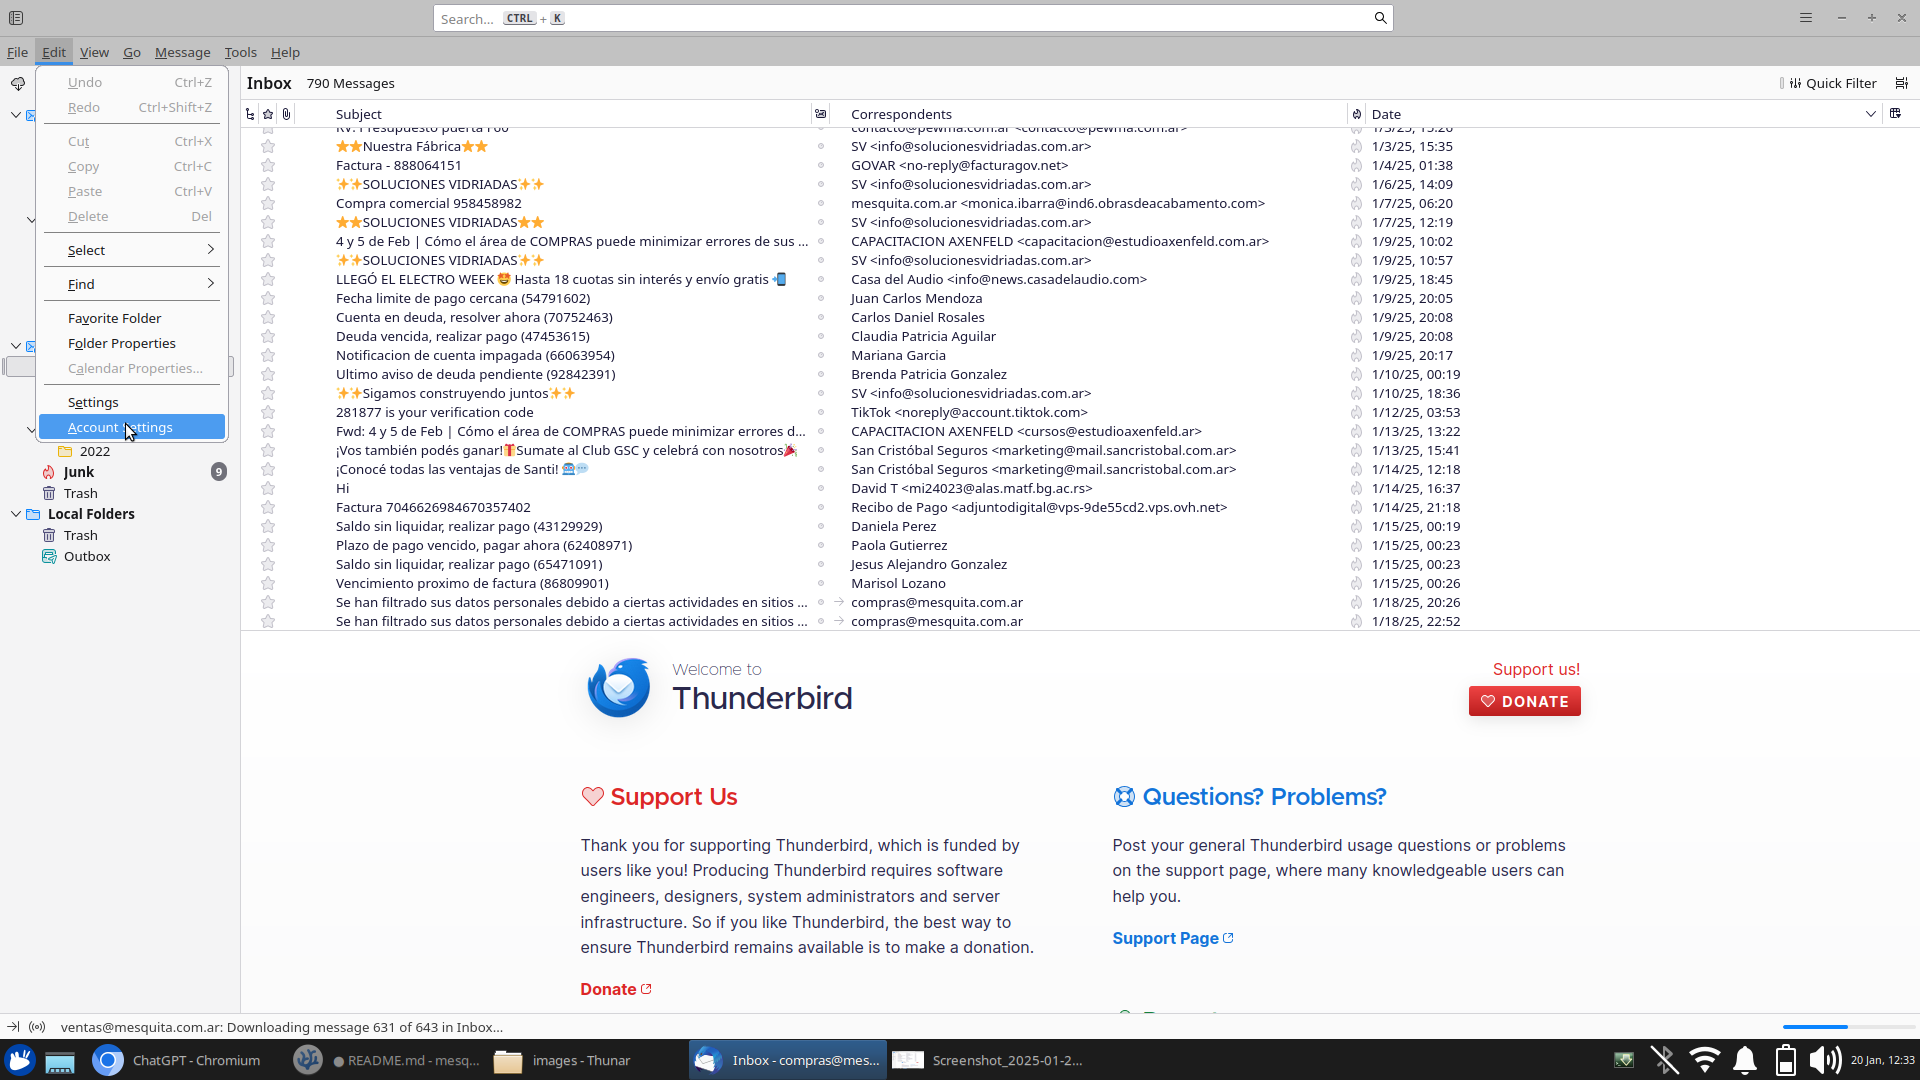 Search... CTRL + K
File Edit View Go Message Tools Help
Undo Ctrl+Z
Redo Ctrl+Shift+Z
Cut Ctrl+X
Copy Ctrl+C
Paste Ctrl+V
Delete Del
Select
Find
Favorite Folder
Folder Properties
Calendar Properties...
Settings
Account Settings
2022
Junk 9
Trash
Local Folders
Trash
Outbox
Inbox 790 Messages Quick Filter
Subject Correspondents Date
RV: Presupuesto puerta F60 contacto@pewma.com.ar <contacto@pewma.com.ar> 1/3/25, 15:26
⭐⭐Nuestra Fábrica⭐⭐ SV <info@solucionesvidriadas.com.ar> 1/3/25, 15:35
Factura - 888064151 GOVAR <no-reply@facturagov.net> 1/4/25, 01:38
✨✨SOLUCIONES VIDRIADAS✨✨ SV <info@solucionesvidriadas.com.ar> 1/6/25, 14:09
Compra comercial 958458982 mesquita.com.ar <monica.ibarra@ind6.obrasdeacabamento.com> 1/7/25, 06:20
⭐⭐SOLUCIONES VIDRIADAS⭐⭐ SV <info@solucionesvidriadas.com.ar> 1/7/25, 12:19
4 y 5 de Feb | Cómo el área de COMPRAS puede minimizar errores de sus ... CAPACITACION AXENFELD <capacitacion@estudioaxenfeld.com.ar> 1/9/25, 10:02
✨✨SOLUCIONES VIDRIADAS✨✨ SV <info@solucionesvidriadas.com.ar> 1/9/25, 10:57
LLEGÓ EL ELECTRO WEEK🤩 Hasta 18 cuotas sin interés y envío gratis 📲 Casa del Audio <info@news.casadelaudio.com> 1/9/25, 18:45
Fecha limite de pago cercana (54791602) Juan Carlos Mendoza 1/9/25, 20:05
Cuenta en deuda, resolver ahora (70752463) Carlos Daniel Rosales 1/9/25, 20:08
Deuda vencida, realizar pago (47453615) Claudia Patricia Aguilar 1/9/25, 20:08
Notificacion de cuenta impagada (66063954) Mariana Garcia 1/9/25, 20:17
Ultimo aviso de deuda pendiente (92842391) Brenda Patricia Gonzalez 1/10/25, 00:19
✨✨Sigamos construyendo juntos✨✨ SV <info@solucionesvidriadas.com.ar> 1/10/25, 18:36
281877 is your verification code TikTok <noreply@account.tiktok.com> 1/12/25, 03:53
Fwd: 4 y 5 de Feb | Cómo el área de COMPRAS puede minimizar errores d... CAPACITACION AXENFELD <cursos@estudioaxenfeld.ar> 1/13/25, 13:22
¡Vos también podés ganar!🎁Sumate al Club GSC y celebrá con nosotros🎉 San Cristóbal Seguros <marketing@mail.sancristobal.com.ar> 1/13/25, 15:41
¡Conocé todas las ventajas de Santi! 🤖💬 San Cristóbal Seguros <marketing@mail.sancristobal.com.ar> 1/14/25, 12:18
Hi David T <mi24023@alas.matf.bg.ac.rs> 1/14/25, 16:37
Factura 7046626984670357402 Recibo de Pago <adjuntodigital@vps-9de55cd2.vps.ovh.net> 1/14/25, 21:18
Saldo sin liquidar, realizar pago (43129929) Daniela Perez 1/15/25, 00:19
Plazo de pago vencido, pagar ahora (62408971) Paola Gutierrez 1/15/25, 00:23
Saldo sin liquidar, realizar pago (65471091) Jesus Alejandro Gonzalez 1/15/25, 00:23
Vencimiento proximo de factura (86809901) Marisol Lozano 1/15/25, 00:26
Se han filtrado sus datos personales debido a ciertas actividades en sitios ... → compras@mesquita.com.ar 1/18/25, 20:26
Se han filtrado sus datos personales debido a ciertas actividades en sitios ... → compras@mesquita.com.ar 1/18/25, 22:52
Welcome to
Thunderbird
Support us!
DONATE
Support Us
Thank you for supporting Thunderbird, which is funded by
users like you! Producing Thunderbird requires software
engineers, designers, system administrators and server
infrastructure. So if you like Thunderbird, the best way to
ensure Thunderbird remains available is to make a donation.
Donate
Questions? Problems?
Post your general Thunderbird usage questions or problems
on the support page, where many knowledgeable users can
help you.
Support Page
ventas@mesquita.com.ar: Downloading message 631 of 643 in Inbox...
ChatGPT - Chromium
● README.md - mesq...
images - Thunar
Inbox - compras@mes...
Screenshot_2025-01-2...
20 Jan, 12:33